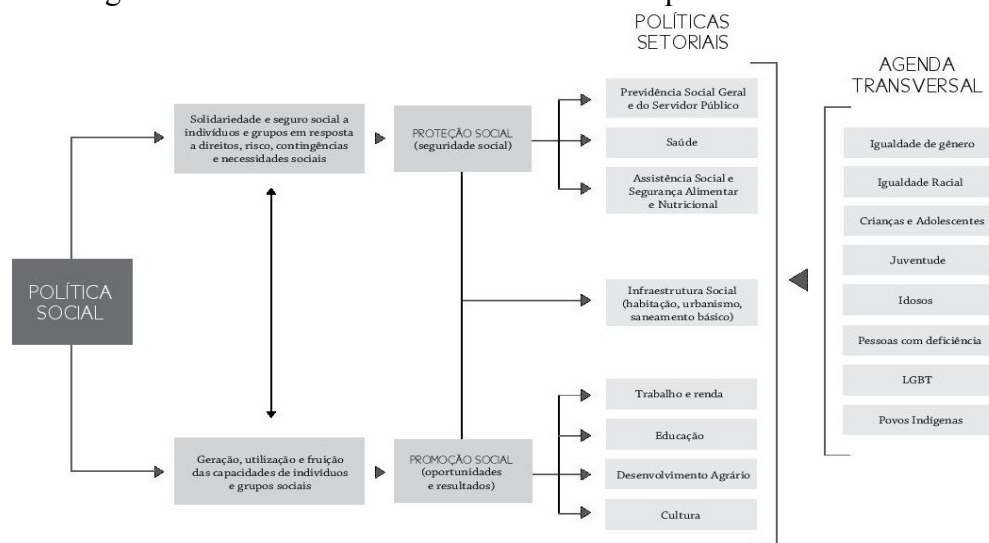 POLÍTICAS
SETORIAIS
AGENDA
TRANSVERSAL
POLÍTICA
SOCIAL
Solidariedade e seguro social a
indivíduos e grupos em resposta
a direitos, risco, contingências
e necessidades sociais
PROTEÇÃO SOCIAL
(seguridade social)
Previdência Social Geral
e do Servidor Público
Saúde
Assistência Social e
Segurança Alimentar
e Nutricional
Infraestrutura Social
(habitação, urbanismo,
saneamento básico)
Geração, utilização e fruição
das capacidades de indivíduos
e grupos sociais
PROMOÇÃO SOCIAL
(oportunidades
e resultados)
Trabalho e renda
Educação
Desenvolvimento Agrário
Cultura
Igualdade de gênero
Igualdade Racial
Crianças e Adolescentes
Juventude
Idosos
Pessoas com deficiência
LGBT
Povos Indígenas